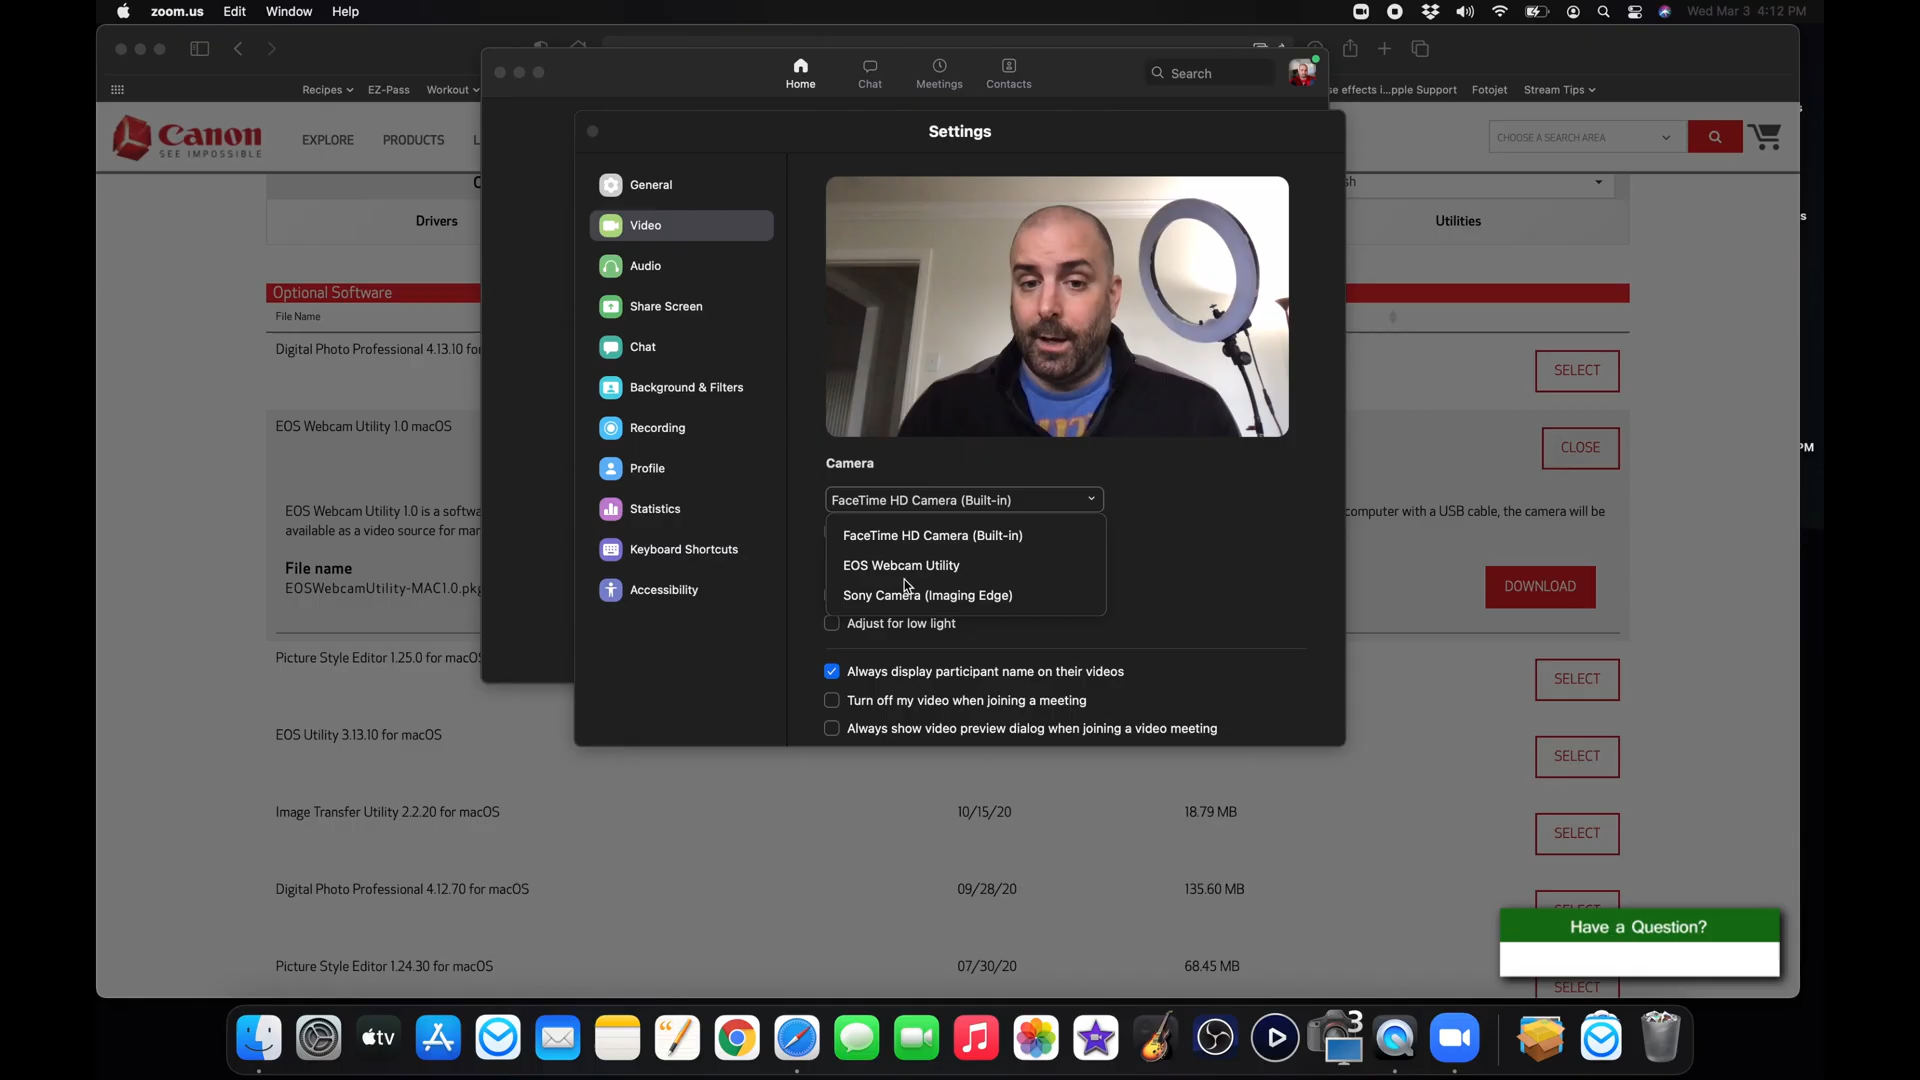 zoom.us Edit Window Help
Wed Mar 3 4:12 PM
Recipes EZ-Pass Workout
se effects i...pple Support Fotojet Stream Tips
Home Chat Meetings Contacts
Search
Canon
SEE IMPOSSIBLE
EXPLORE PRODUCTS L
CHOOSE A SEARCH AREA
Drivers
Utilities
Optional Software
File Name
Digital Photo Professional 4.13.10 fo
SELECT
EOS Webcam Utility 1.0 macOS
CLOSE
EOS Webcam Utility 1.0 is a softwa
computer with a USB cable, the camera will be
available as a video source for mar
File name
EOSWebcamUtility-MAC1.0.pkg
DOWNLOAD
Picture Style Editor 1.25.0 for macOS
SELECT
EOS Utility 3.13.10 for macOS
SELECT
Image Transfer Utility 2.2.20 for macOS 10/15/20 18.79 MB
SELECT
Digital Photo Professional 4.12.70 for macOS 09/28/20 135.60 MB
SELECT
Picture Style Editor 1.24.30 for macOS 07/30/20 68.45 MB
SELECT
Settings
General
Video
Audio
Share Screen
Chat
Background & Filters
Recording
Profile
Statistics
Keyboard Shortcuts
Accessibility
Camera
FaceTime HD Camera (Built-in)
FaceTime HD Camera (Built-in)
EOS Webcam Utility
Sony Camera (Imaging Edge)
Adjust for low light
Always display participant name on their videos
Turn off my video when joining a meeting
Always show video preview dialog when joining a video meeting
Have a Question?
PM
tv
3